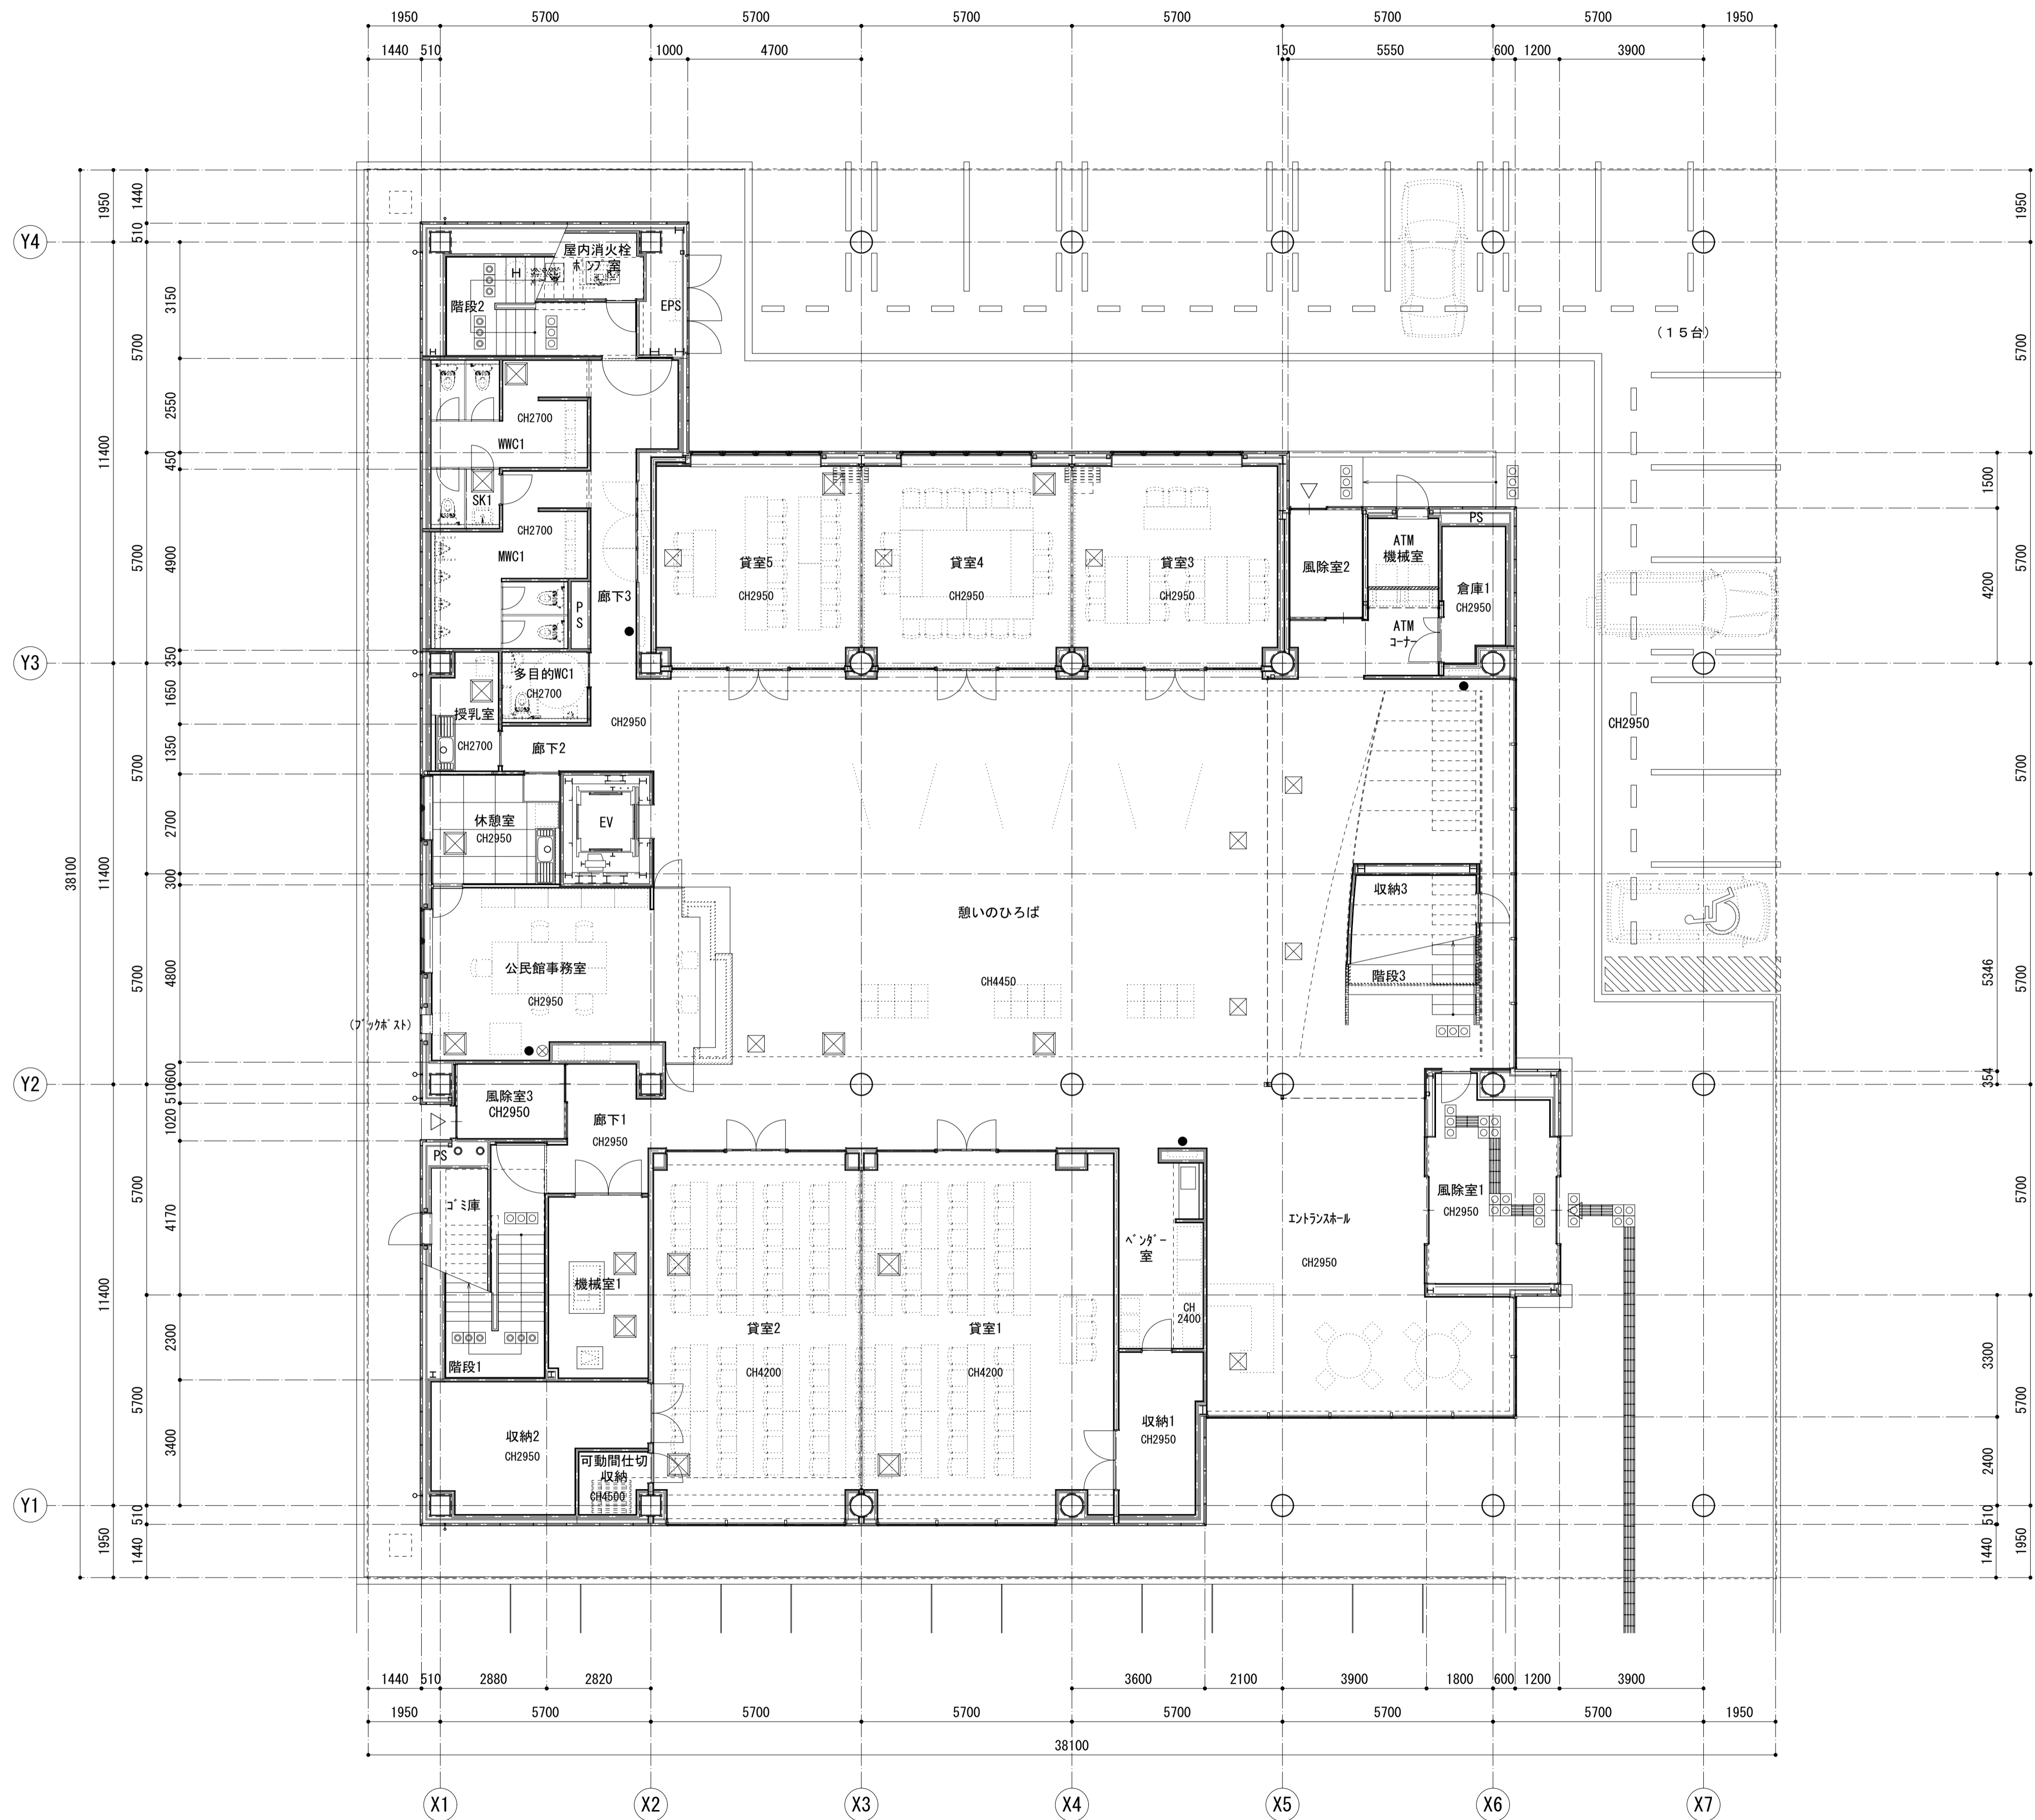 1950 5700 5700 5700 5700 5700 5700 1950
1440 510 1000 4700 150 5550 600 1200 3900
Y4
Y3
Y2
Y1
38100
1950
11400
11400
11400
1950
1440
510
5700
5700
5700
5700
5700
5700
510
1440
3150
2550
450
4900
350
1650
1350
2700
300
4800
600
510
1020
4170
2300
3400
屋内消火栓
ポンプ室
階段2
EPS
(15台)
CH2700
WWC1
SK1
CH2700
MWC1
PS
廊下3
貸室5
CH2950
貸室4
CH2950
貸室3
CH2950
風除室2
ATM
機械室
PS
倉庫1
CH2950
ATM
コーナー
多目的WC1
CH2700
授乳室
CH2700
廊下2
CH2950
CH2950
休憩室
CH2950
EV
憩いのひろば
CH4450
収納3
階段3
公民館事務室
CH2950
(ブックポスト)
風除室3
CH2950
廊下1
CH2950
PS
ゴミ庫
機械室1
階段1
貸室2
CH4200
貸室1
CH4200
ベンダー
室
CH
2400
エントランスホール
CH2950
風除室1
CH2950
収納2
CH2950
可動間仕切
収納
CH4500
収納1
CH2950
1500
4200
5346
354
3300
2400
510
1440
1950
5700
5700
5700
5700
5700
5700
1950
1440 510 2880 2820 3600 2100 3900 1800 600 1200 3900
1950 5700 5700 5700 5700 5700 5700 1950
38100
X1 X2 X3 X4 X5 X6 X7